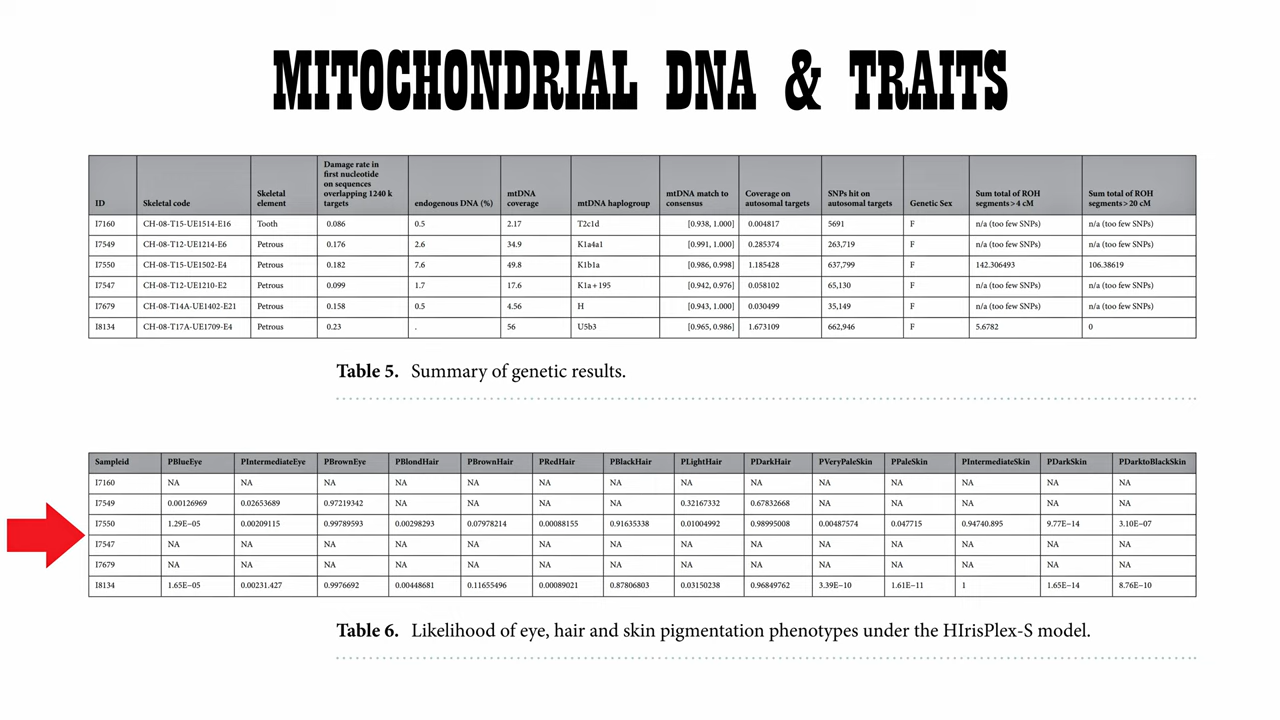 MITOCHONDRIAL DNA & TRAITS
ID Skeletal code Skeletal element Damage rate in first nucleotide on sequences overlapping 1240 k targets endogenous DNA (%) mtDNA coverage mtDNA haplogroup mtDNA match to consensus Coverage on autosomal targets SNPs hit on autosomal targets Genetic Sex Sum total of ROH segments > 4 cM Sum total of ROH segments > 20 cM
I7160 CH-08-T15-UE1514-E16 Tooth 0.086 0.5 2.17 T2c1d [0.938, 1.000] 0.004817 5691 F n/a (too few SNPs) n/a (too few SNPs)
I7549 CH-08-T12-UE1214-E6 Petrous 0.176 2.6 34.9 K1a4a1 [0.991, 1.000] 0.285374 263,719 F n/a (too few SNPs) n/a (too few SNPs)
I7550 CH-08-T15-UE1502-E4 Petrous 0.182 7.6 49.8 K1b1a [0.986, 0.998] 1.185428 637,799 F 142.306493 106.38619
I7547 CH-08-T12-UE1210-E2 Petrous 0.099 1.7 17.6 K1a+195 [0.942, 0.976] 0.058102 65,130 F n/a (too few SNPs) n/a (too few SNPs)
I7679 CH-08-T14A-UE1402-E21 Petrous 0.158 0.5 4.56 H [0.943, 1.000] 0.030499 35,149 F n/a (too few SNPs) n/a (too few SNPs)
I8134 CH-08-T17A-UE1709-E4 Petrous 0.23 . 56 U5b3 [0.965, 0.986] 1.673109 662,946 F 5.6782 0
Table 5. Summary of genetic results.
Sampleid PBlueEye PIntermediateEye PBrownEye PBlondHair PBrownHair PRedHair PBlackHair PLightHair PDarkHair PVeryPaleSkin PPaleSkin PIntermediateSkin PDarkSkin PDarktoBlackSkin
I7160 NA NA NA NA NA NA NA NA NA NA NA NA NA NA
I7549 0.00126969 0.02653689 0.97219342 NA NA NA NA 0.32167332 0.67832668 NA NA NA NA NA
I7550 1.29E−05 0.00209115 0.99789593 0.00298293 0.07978214 0.00088155 0.91635338 0.01004992 0.98995008 0.00487574 0.047715 0.94740.895 9.77E−14 3.10E−07
I7547 NA NA NA NA NA NA NA NA NA NA NA NA NA NA
I7679 NA NA NA NA NA NA NA NA NA NA NA NA NA NA
I8134 1.65E−05 0.00231.427 0.9976692 0.00448681 0.11655496 0.00089021 0.87806803 0.03150238 0.96849762 3.39E−10 1.61E−11 1 1.65E−14 8.76E−10
Table 6. Likelihood of eye, hair and skin pigmentation phenotypes under the HIrisPlex-S model.